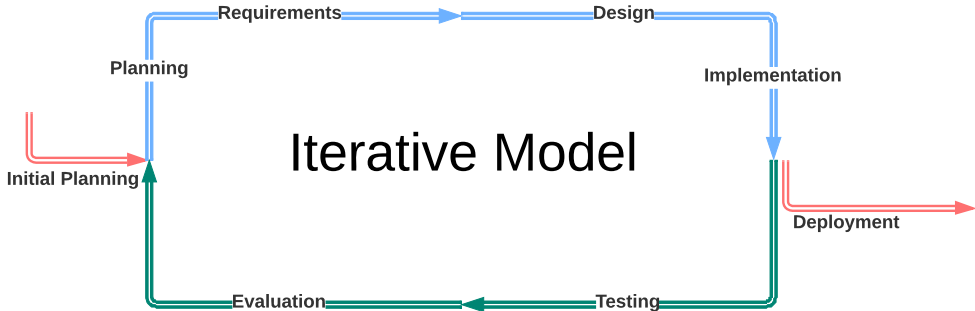 Requirements
Design
Planning
Implementation
Iterative Model
Initial Planning
Deployment
Evaluation
Testing